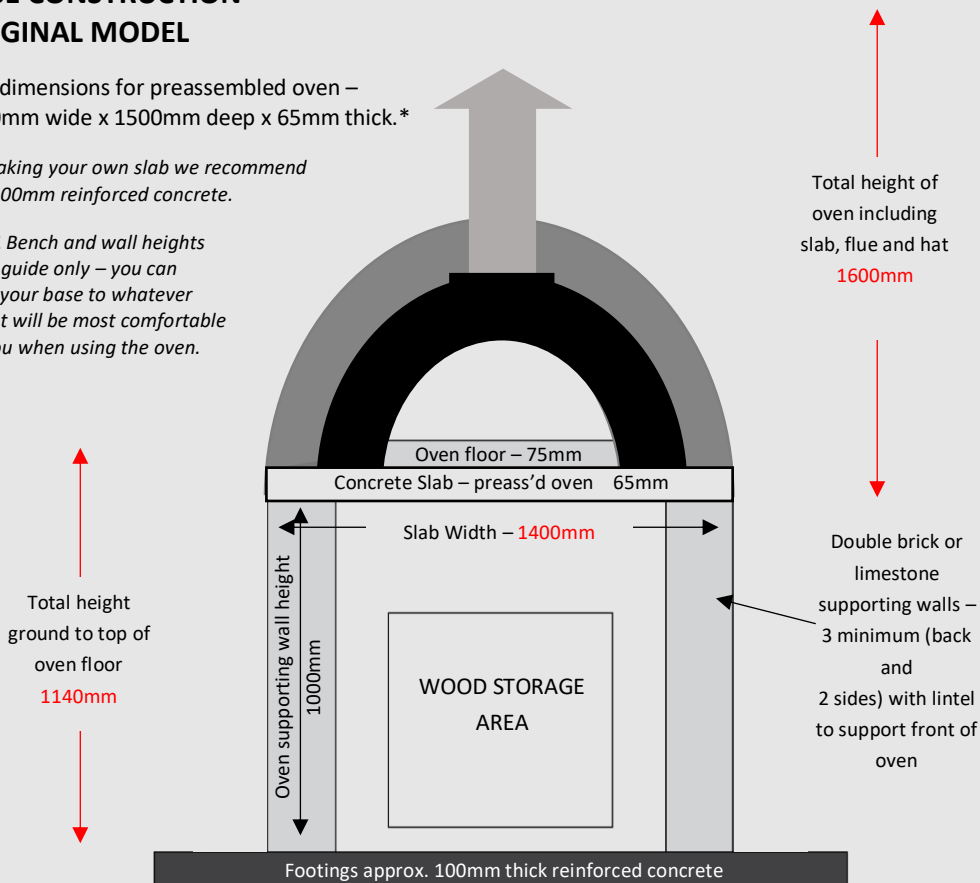 GINAL MODEL
dimensions for preassembled oven –
mm wide x 1500mm deep x 65mm thick.*
aking your own slab we recommend
00mm reinforced concrete.
Bench and wall heights
guide only – you can
your base to whatever
t will be most comfortable
ou when using the oven.
Total height of
oven including
slab, flue and hat
1600mm
Oven floor – 75mm
Concrete Slab – preass'd oven 65mm
Slab Width – 1400mm
Oven supporting wall height
1000mm
Total height
ground to top of
oven floor
1140mm
WOOD STORAGE
AREA
Double brick or
limestone
supporting walls –
3 minimum (back
and
2 sides) with lintel
to support front of
oven
Footings approx. 100mm thick reinforced concrete